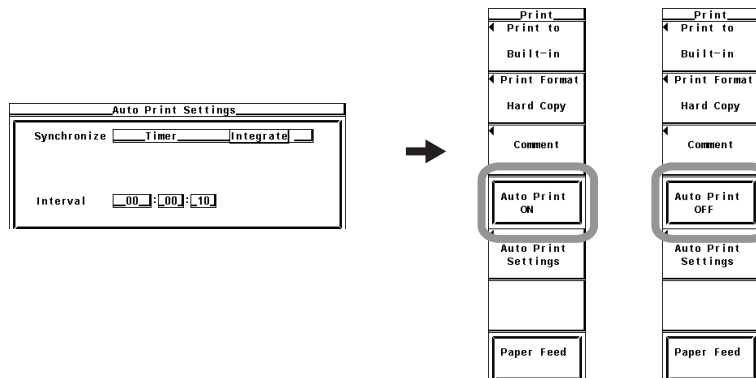 Auto Print Settings
Synchronize Timer Integrate
Interval 00 : 00 : 10
Print
Print to
Built-in
Print Format
Hard Copy
Comment
Auto Print
ON
Auto Print
Settings
Paper Feed
Print
Print to
Built-in
Print Format
Hard Copy
Comment
Auto Print
OFF
Auto Print
Settings
Paper Feed